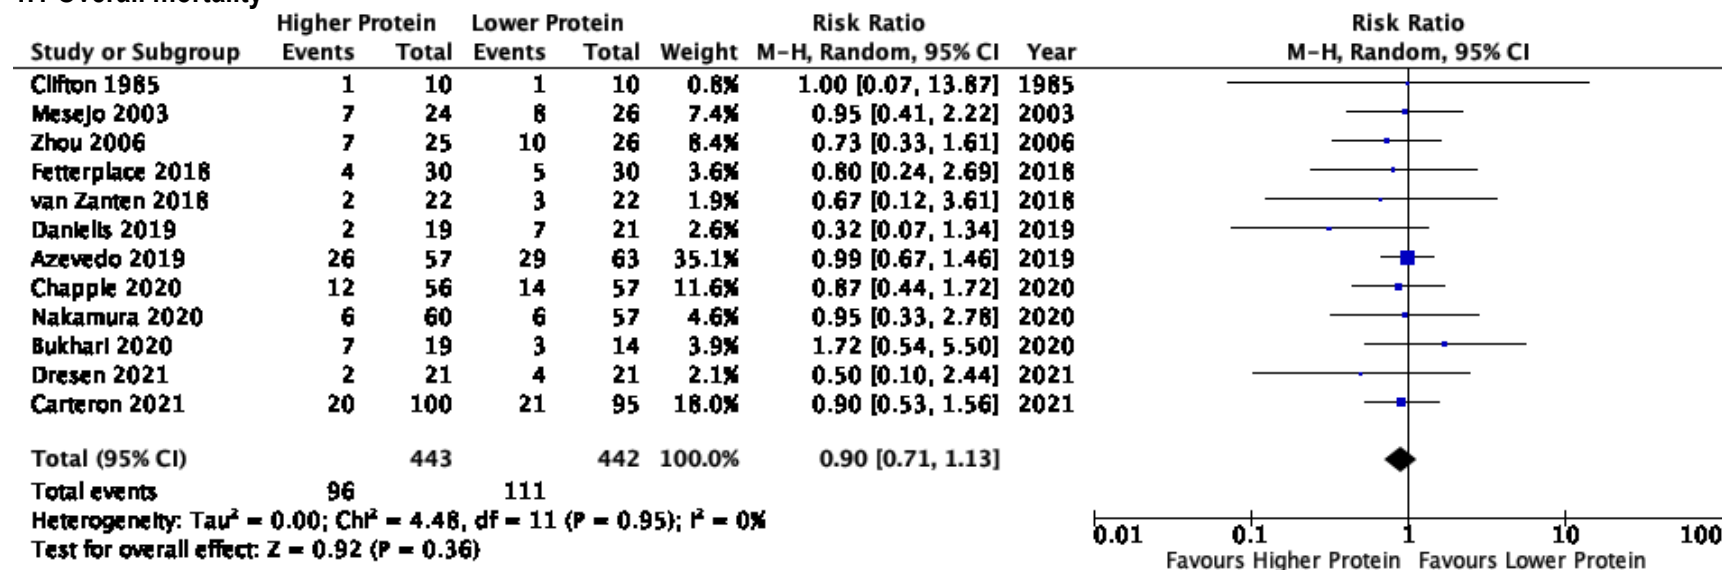 4.1 Overall Mortality
Higher Protein Lower Protein Risk Ratio Risk Ratio
Study or Subgroup Events Total Events Total Weight M-H, Random, 95% CI Year M-H, Random, 95% CI
Clifton 1985 1 10 1 10 0.8% 1.00 [0.07, 13.87] 1985
Mesejo 2003 7 24 8 26 7.4% 0.95 [0.41, 2.22] 2003
Zhou 2006 7 25 10 26 8.4% 0.73 [0.33, 1.61] 2006
Fetterplace 2018 4 30 5 30 3.6% 0.80 [0.24, 2.69] 2018
van Zanten 2018 2 22 3 22 1.9% 0.67 [0.12, 3.61] 2018
Danielis 2019 2 19 7 21 2.6% 0.32 [0.07, 1.34] 2019
Azevedo 2019 26 57 29 63 35.1% 0.99 [0.67, 1.46] 2019
Chapple 2020 12 56 14 57 11.6% 0.87 [0.44, 1.72] 2020
Nakamura 2020 6 60 6 57 4.6% 0.95 [0.33, 2.78] 2020
Bukhari 2020 7 19 3 14 3.9% 1.72 [0.54, 5.50] 2020
Dresen 2021 2 21 4 21 2.1% 0.50 [0.10, 2.44] 2021
Carteron 2021 20 100 21 95 18.0% 0.90 [0.53, 1.56] 2021
Total (95% CI) 443 442 100.0% 0.90 [0.71, 1.13]
Total events 96 111
Heterogeneity: Tau² = 0.00; Chi² = 4.48, df = 11 (P = 0.95); I² = 0%
Test for overall effect: Z = 0.92 (P = 0.36)
0.01 0.1 1 10 100
Favours Higher Protein Favours Lower Protein